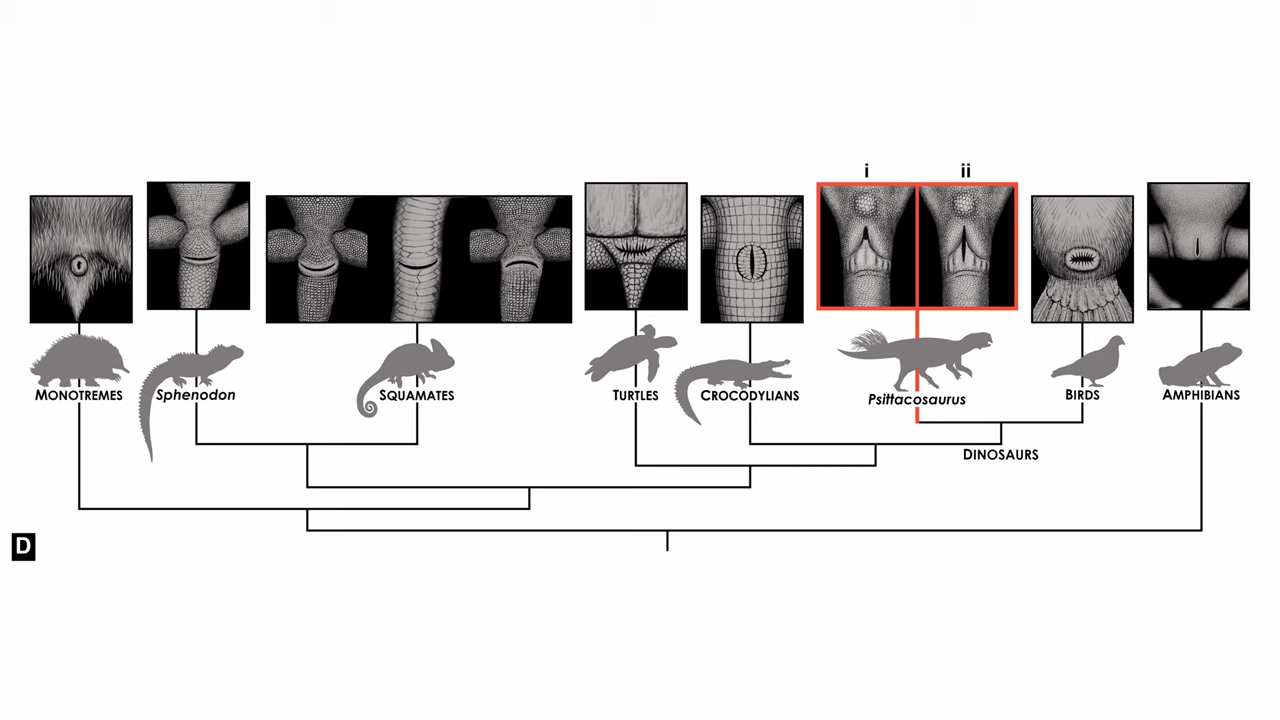 i ii
MONOTREMES Sphenodon SQUAMATES TURTLES CROCODYLIANS Psittacosaurus BIRDS AMPHIBIANS
DINOSAURS
D